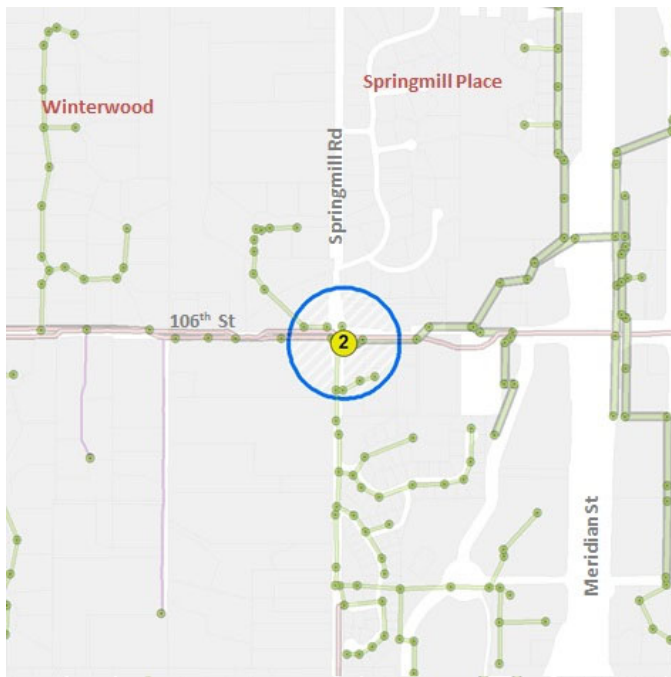 Springmill Place
Winterwood
Springmill Rd
106th St
2
Meridian St